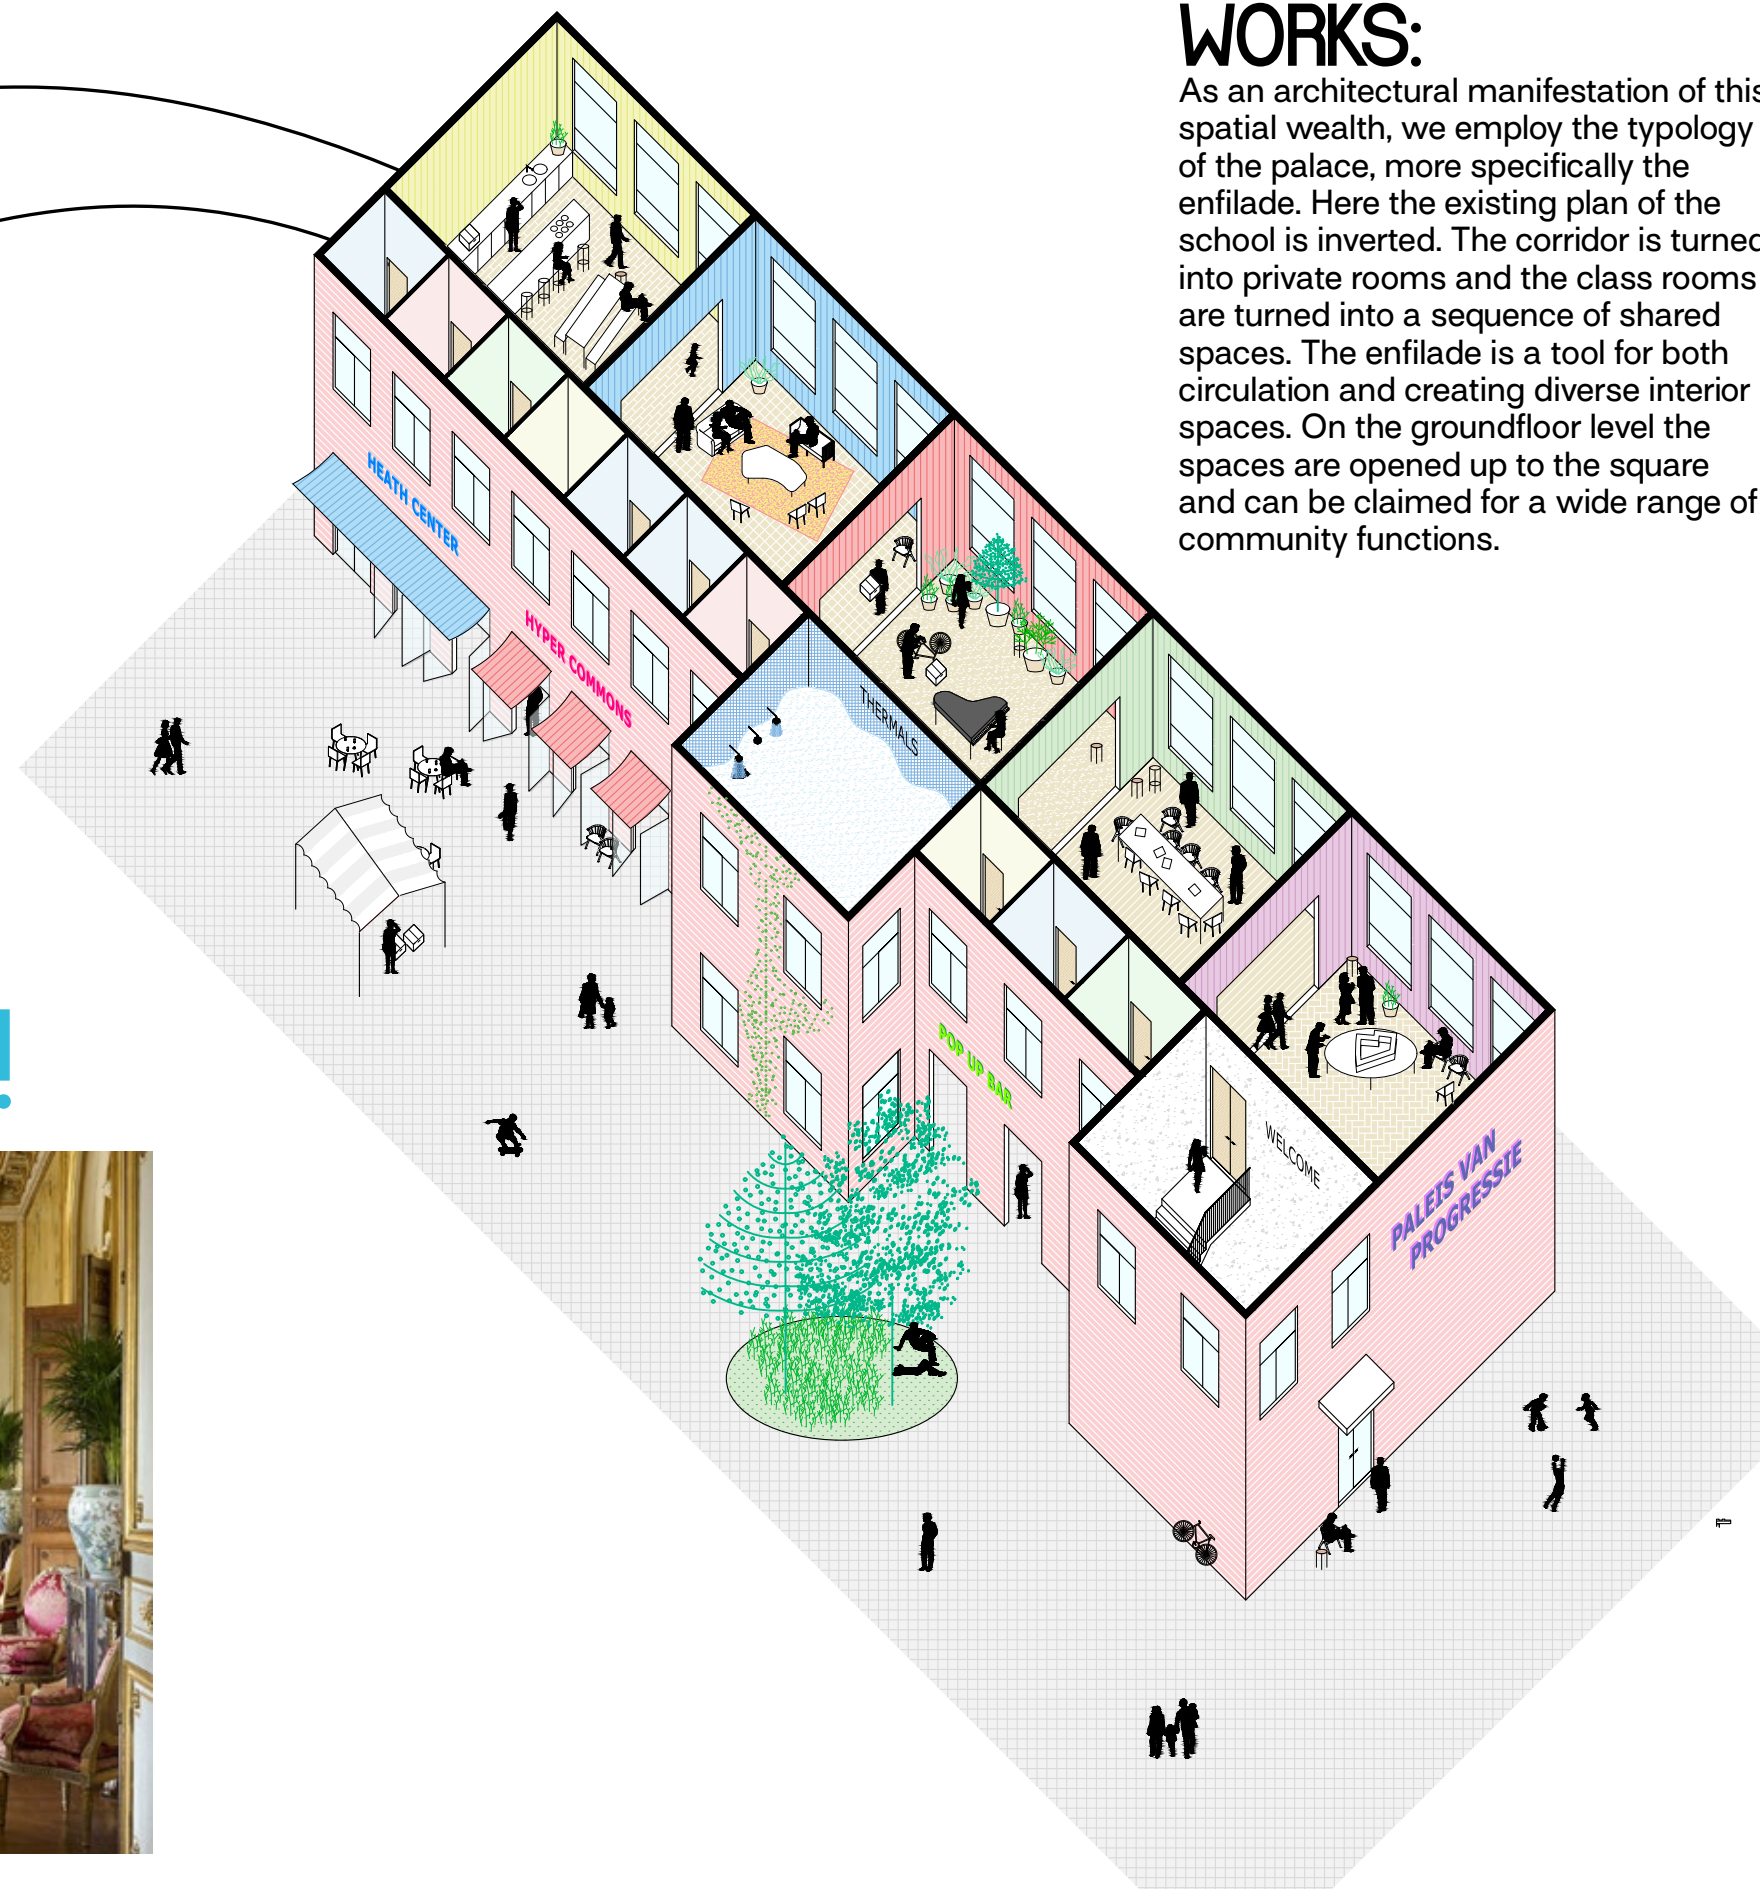 WORKS:
As an architectural manifestation of this
spatial wealth, we employ the typology
of the palace, more specifically the
enfilade. Here the existing plan of the
school is inverted. The corridor is turned
into private rooms and the class rooms
are turned into a sequence of shared
spaces. The enfilade is a tool for both
circulation and creating diverse interior
spaces. On the groundfloor level the
spaces are opened up to the square
and can be claimed for a wide range of
community functions.
HEATH CENTER
HYPER COMMONS
THERMALS
POP UP BAR
WELCOME
PALEIS VAN
PROGRESSIE
!